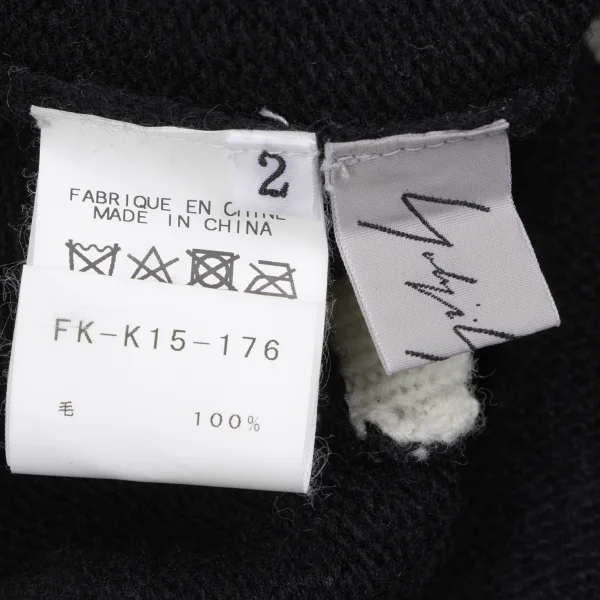 2
FABRIQUE EN CHINE
MADE IN CHINA
FK-K15-176
毛 100%